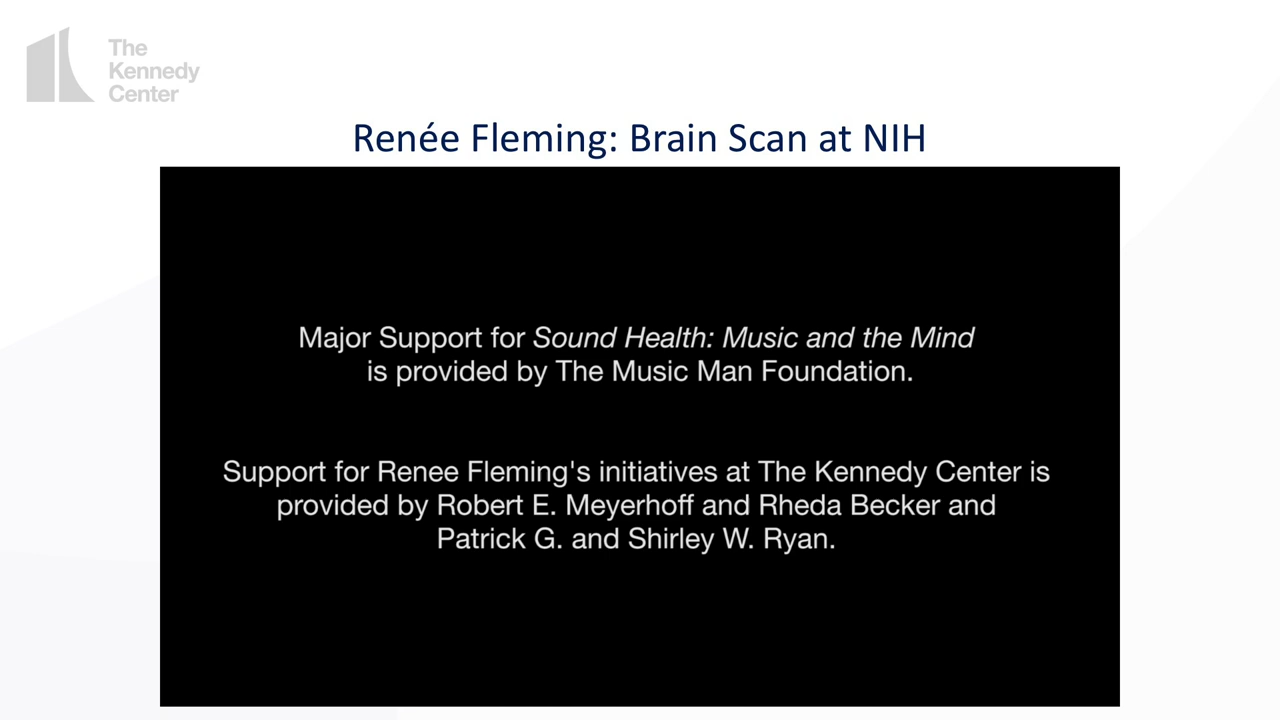 The
Kennedy
Center
Renée Fleming: Brain Scan at NIH
Major Support for Sound Health: Music and the Mind
is provided by The Music Man Foundation.
Support for Renee Fleming's initiatives at The Kennedy Center is
provided by Robert E. Meyerhoff and Rheda Becker and
Patrick G. and Shirley W. Ryan.